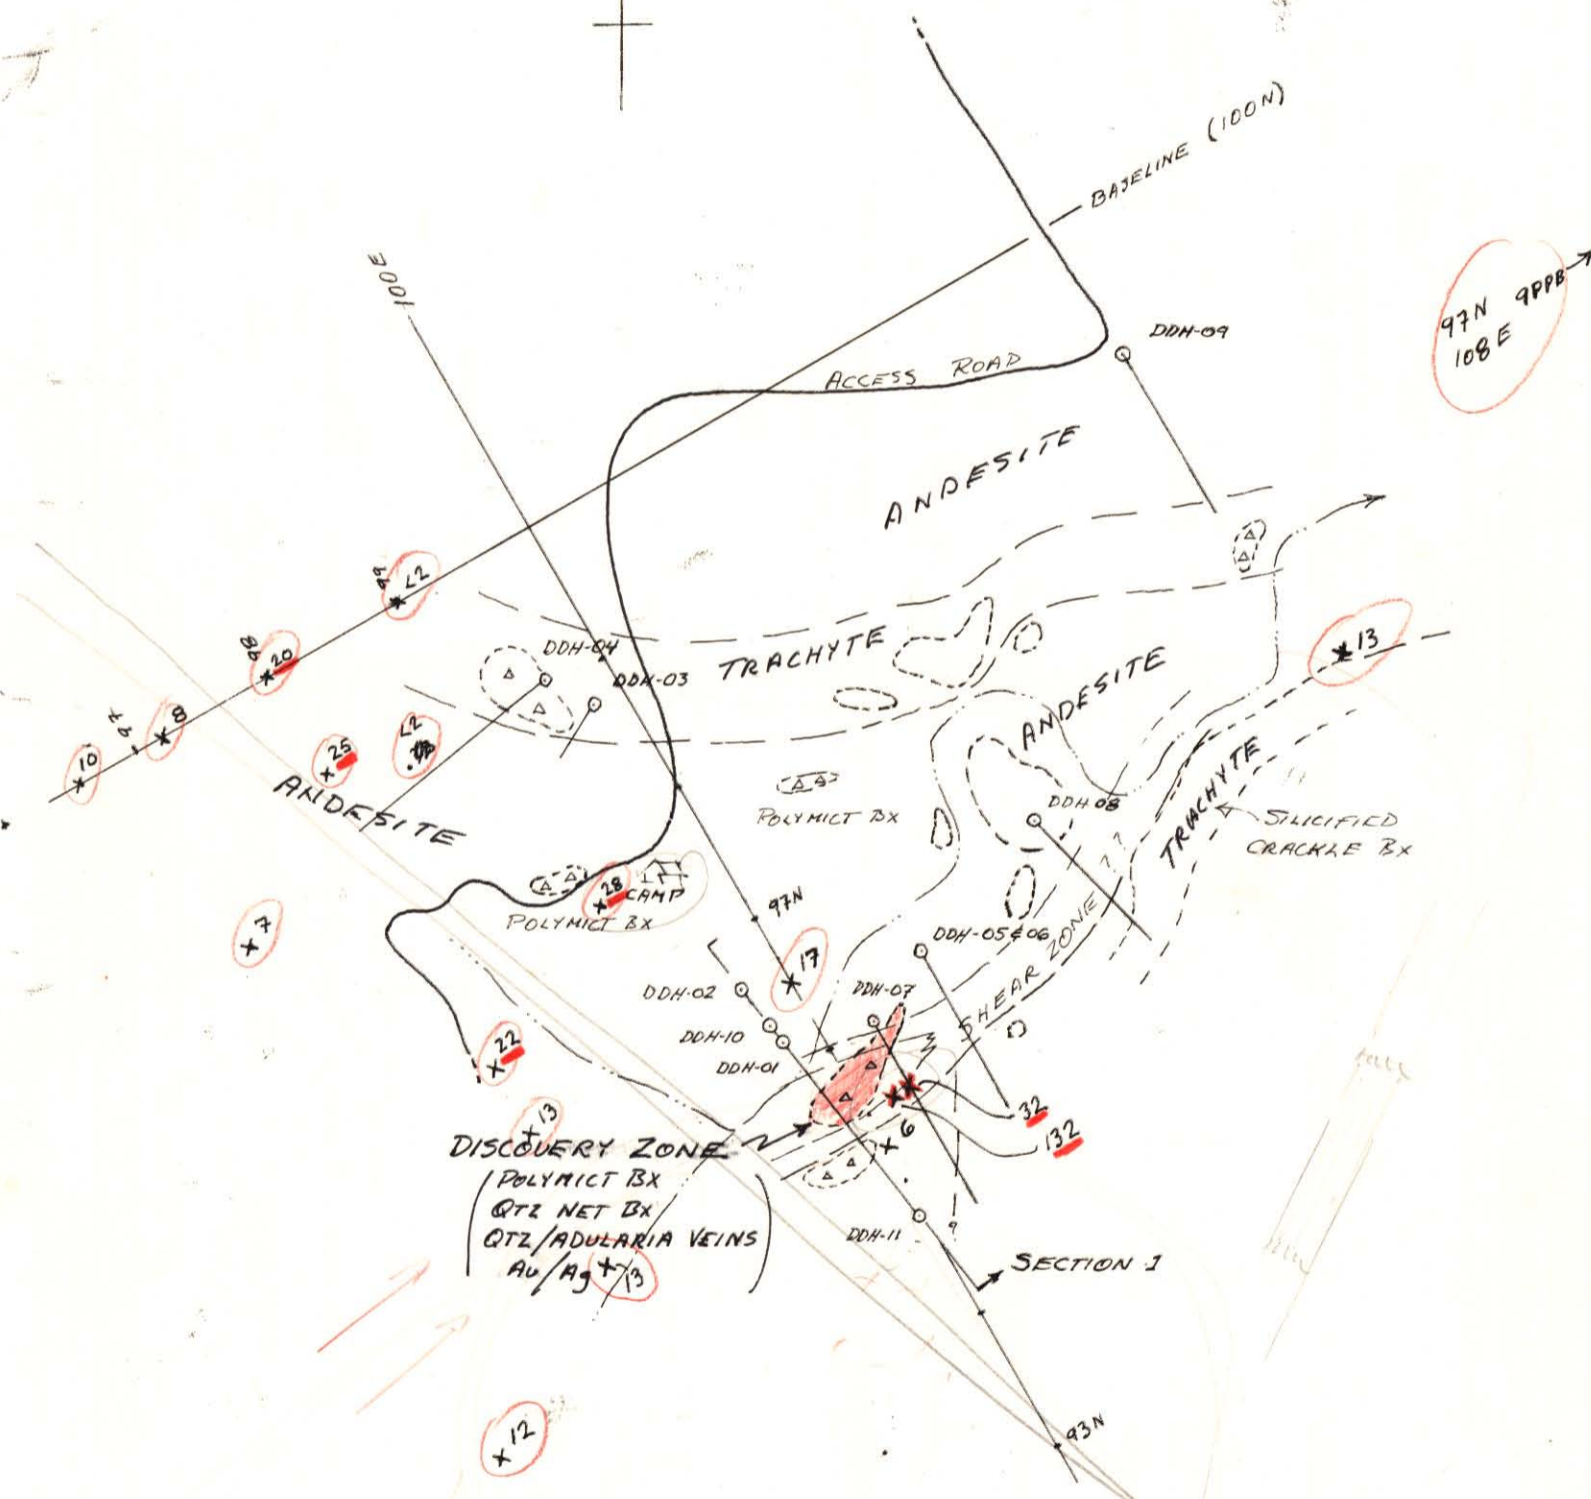 BASELINE (100N)
100E
97N 9PPB
108E
DDH-09
ACCESS ROAD
ANDESITE
99
<2
98
20
DDH-04
TRACHYTE
DDH-03
13
ANDESITE
97
8
10
25
<2
ANDESITE
POLYMICT BX
DDH-08
TRACHYTE
SILICIFIED
CRACKLE BX
??
28
CAMP
POLYMICT BX
97N
7
DDH-05&06
SHEAR ZONE
17
DDH-02
DDH-07
DDH-10
DDH-01
22
32
132
13
6
DISCOVERY ZONE
POLYMICT BX
QTZ NET BX
QTZ/ADULARIA VEINS
Au/Ag
13
DDH-11
?
SECTION 1
12
93N